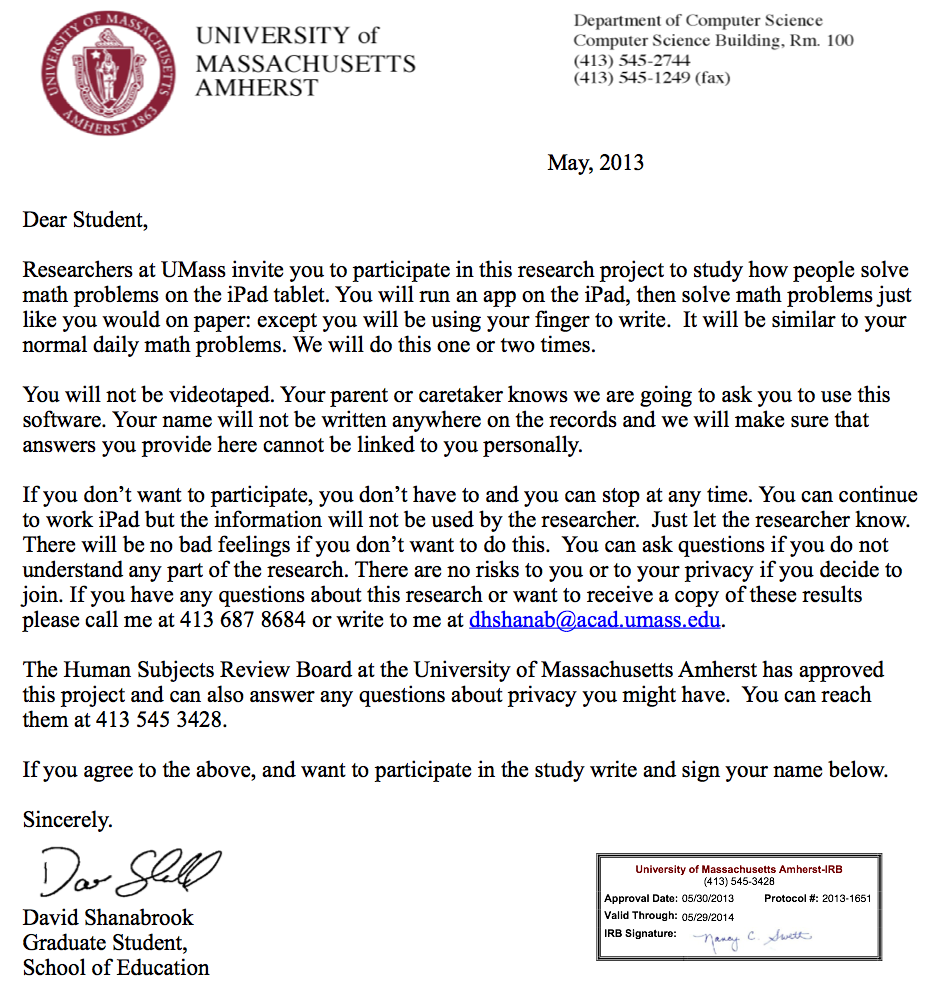 UNIVERSITY OF MASSACHUSETTS
AMHERST 1863
UNIVERSITY of
MASSACHUSETTS
AMHERST
Department of Computer Science
Computer Science Building, Rm. 100
(413) 545-2744
(413) 545-1249 (fax)
May, 2013
Dear Student,
Researchers at UMass invite you to participate in this research project to study how people solve
math problems on the iPad tablet. You will run an app on the iPad, then solve math problems just
like you would on paper: except you will be using your finger to write.  It will be similar to your
normal daily math problems. We will do this one or two times.
You will not be videotaped. Your parent or caretaker knows we are going to ask you to use this
software. Your name will not be written anywhere on the records and we will make sure that
answers you provide here cannot be linked to you personally.
If you don’t want to participate, you don’t have to and you can stop at any time. You can continue
to work iPad but the information will not be used by the researcher.  Just let the researcher know.
There will be no bad feelings if you don’t want to do this.  You can ask questions if you do not
understand any part of the research. There are no risks to you or to your privacy if you decide to
join. If you have any questions about this research or want to receive a copy of these results
please call me at 413 687 8684 or write to me at dhshanab@acad.umass.edu.
The Human Subjects Review Board at the University of Massachusetts Amherst has approved
this project and can also answer any questions about privacy you might have.  You can reach
them at 413 545 3428.
If you agree to the above, and want to participate in the study write and sign your name below.
Sincerely.
David Shanabrook
Graduate Student,
School of Education
University of Massachusetts Amherst-IRB
(413) 545-3428
Approval Date: 05/30/2013 Protocol #: 2013-1651
Valid Through: 05/29/2014
IRB Signature: Nancy C.